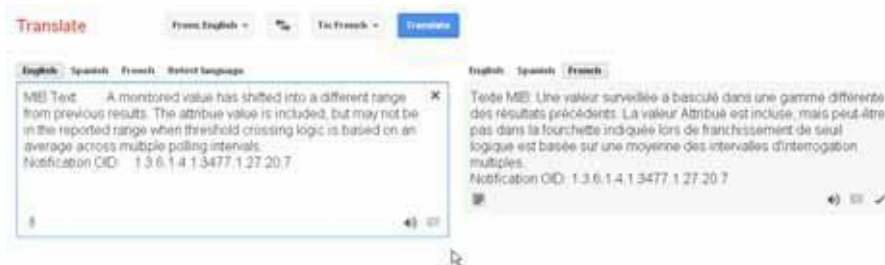 Translate
From: English
To: French
Translate
English Spanish French Detect language
English Spanish French
MIB Text A monitored value has shifted into a different range
from previous results. The attribue value is included, but may not be
in the reported range when threshold crossing logic is based on an
average across multiple polling intervals.
Notification OID: 1.3.6.1.4.1.3477.1.27.20.7
Texte MIB: Une valeur surveillée a basculé dans une gamme différente
des résultats précédents. La valeur Attribué est incluse, mais peut-être
pas dans la fourchette indiquée lors de franchissement de seuil
logique est basée sur une moyenne des intervalles d'interrogation
multiples.
Notification OID: 1.3.6.1.4.1.3477.1.27.20.7